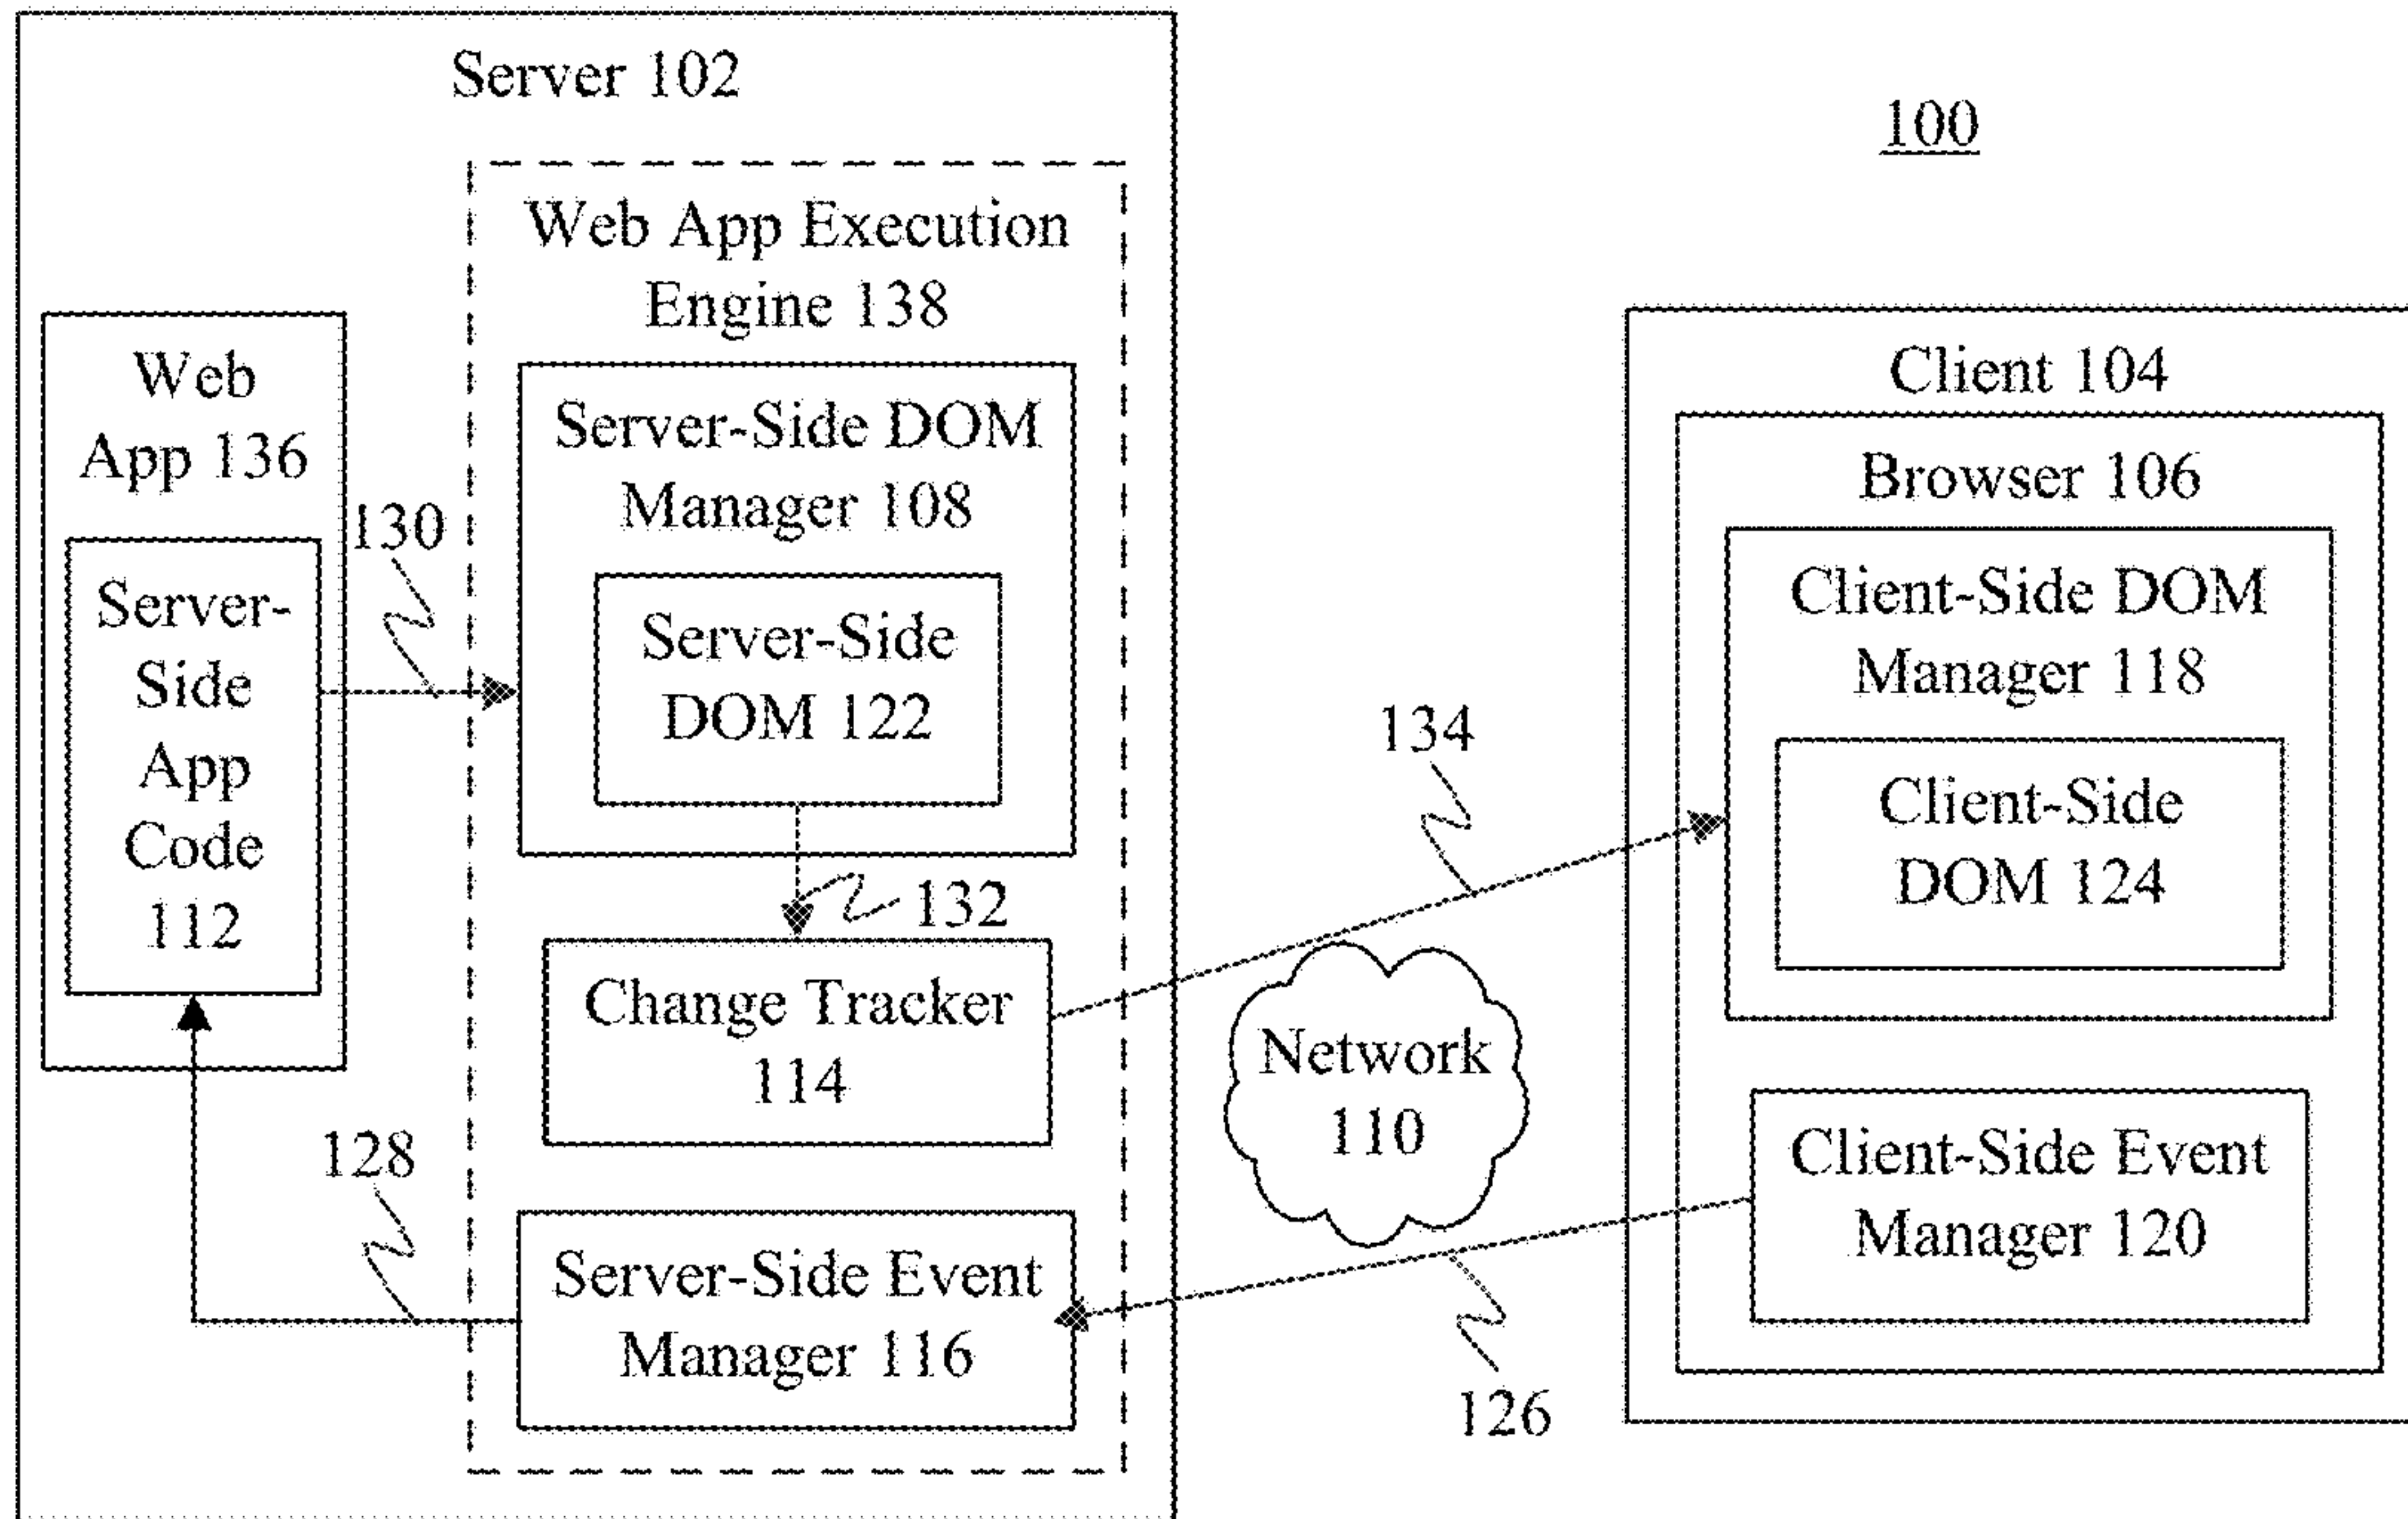 Server 102
100
Web App Execution
Engine 138
Web
App 136
Server-
Side
App
Code
112
130
Server-Side DOM
Manager 108
Server-Side
DOM 122
132
Change Tracker
114
128
Server-Side Event
Manager 116
134
Network
110
126
Client 104
Browser 106
Client-Side DOM
Manager 118
Client-Side
DOM 124
Client-Side Event
Manager 120